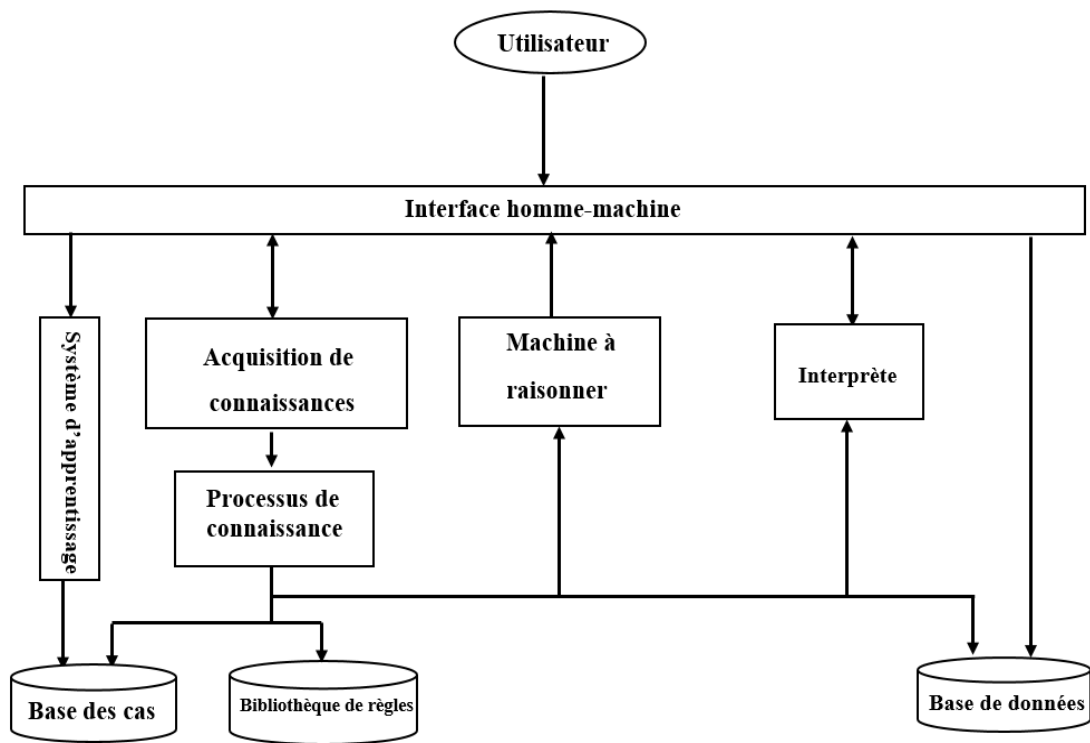 Utilisateur
Interface homme-machine
Système d’apprentissage
Acquisition de
connaissances
Machine à
raisonner
Interprète
Processus de
connaissance
Base des cas
Bibliothèque de règles
Base de données